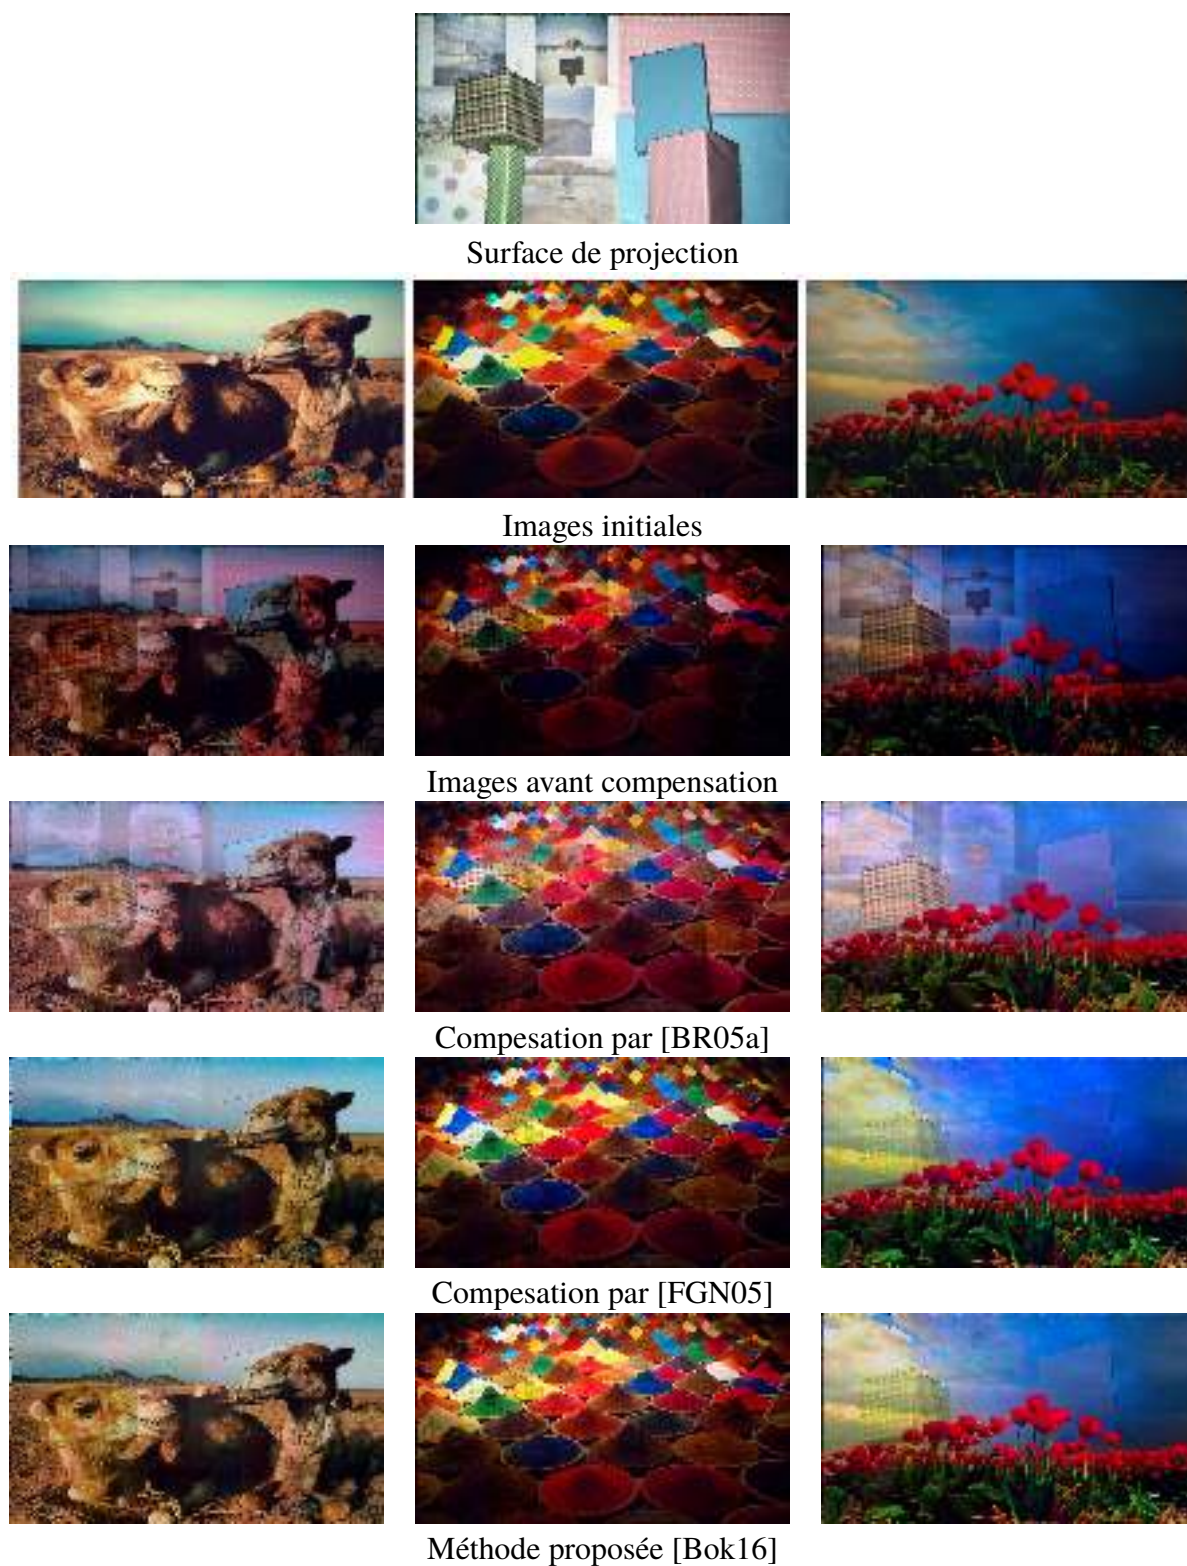 Surface de projection
Images initiales
Images avant compensation
Compesation par [BR05a]
Compesation par [FGN05]
Méthode proposée [Bok16]